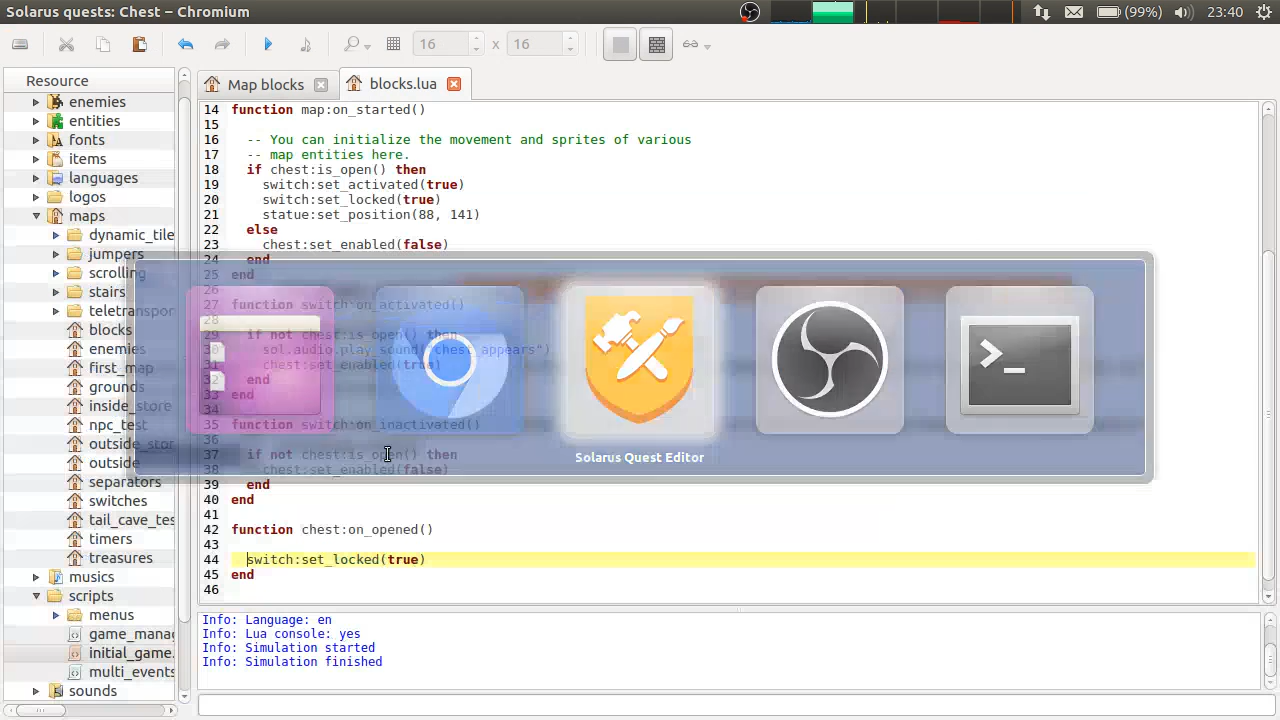 Solarus quests: Chest – Chromium
(99%)
23:40
16 x 16
Resource
Map blocks
blocks.lua
enemies
entities
fonts
items
languages
logos
maps
dynamic_tile
jumpers
scrolling
stairs
teletranspor
blocks
enemies
first_map
grounds
inside_store
npc_test
outside_stor
outside
separators
switches
tail_cave_tes
timers
treasures
musics
scripts
menus
game_mana
initial_game.
multi_events
sounds
14 function map:on_started()
15
16 -- You can initialize the movement and sprites of various
17 -- map entities here.
18 if chest:is_open() then
19 switch:set_activated(true)
20 switch:set_locked(true)
21 statue:set_position(88, 141)
22 else
23 chest:set_enabled(false)
24 end
25 end
26
27 function switch:on_activated()
28
29 if not chest:is_open() then
30 sol.audio.play_sound("chest_appears")
31 chest:set_enabled(true)
32 end
33 end
34
35 function switch:on_inactivated()
36
37 if not chest:is_open() then
38 chest:set_enabled(false)
39 end
40 end
41
42 function chest:on_opened()
43
44 switch:set_locked(true)
45 end
46
Solarus Quest Editor
Info: Language: en
Info: Lua console: yes
Info: Simulation started
Info: Simulation finished